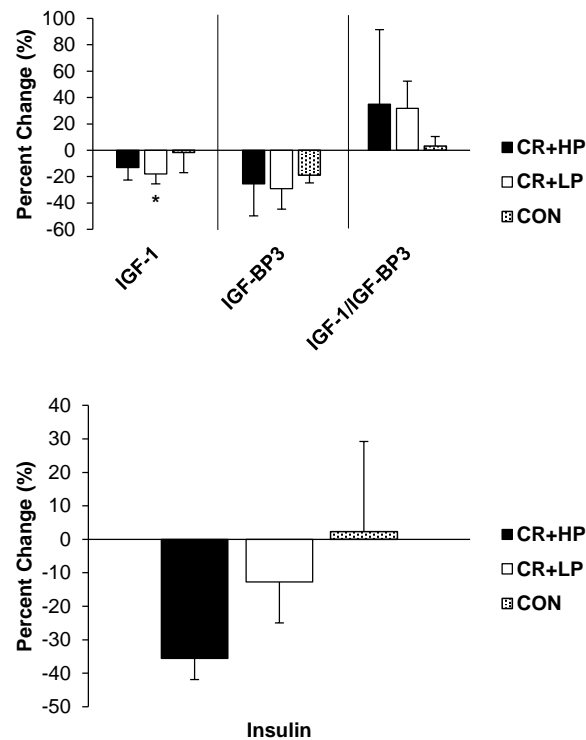 Percent Change (%)
100
80
60
40
20
0
-20
-40
-60
*
IGF-1
IGF-BP3
IGF-1/IGF-BP3
CR+HP
CR+LP
CON
Percent Change (%)
40
30
20
10
0
-10
-20
-30
-40
-50
Insulin
CR+HP
CR+LP
CON